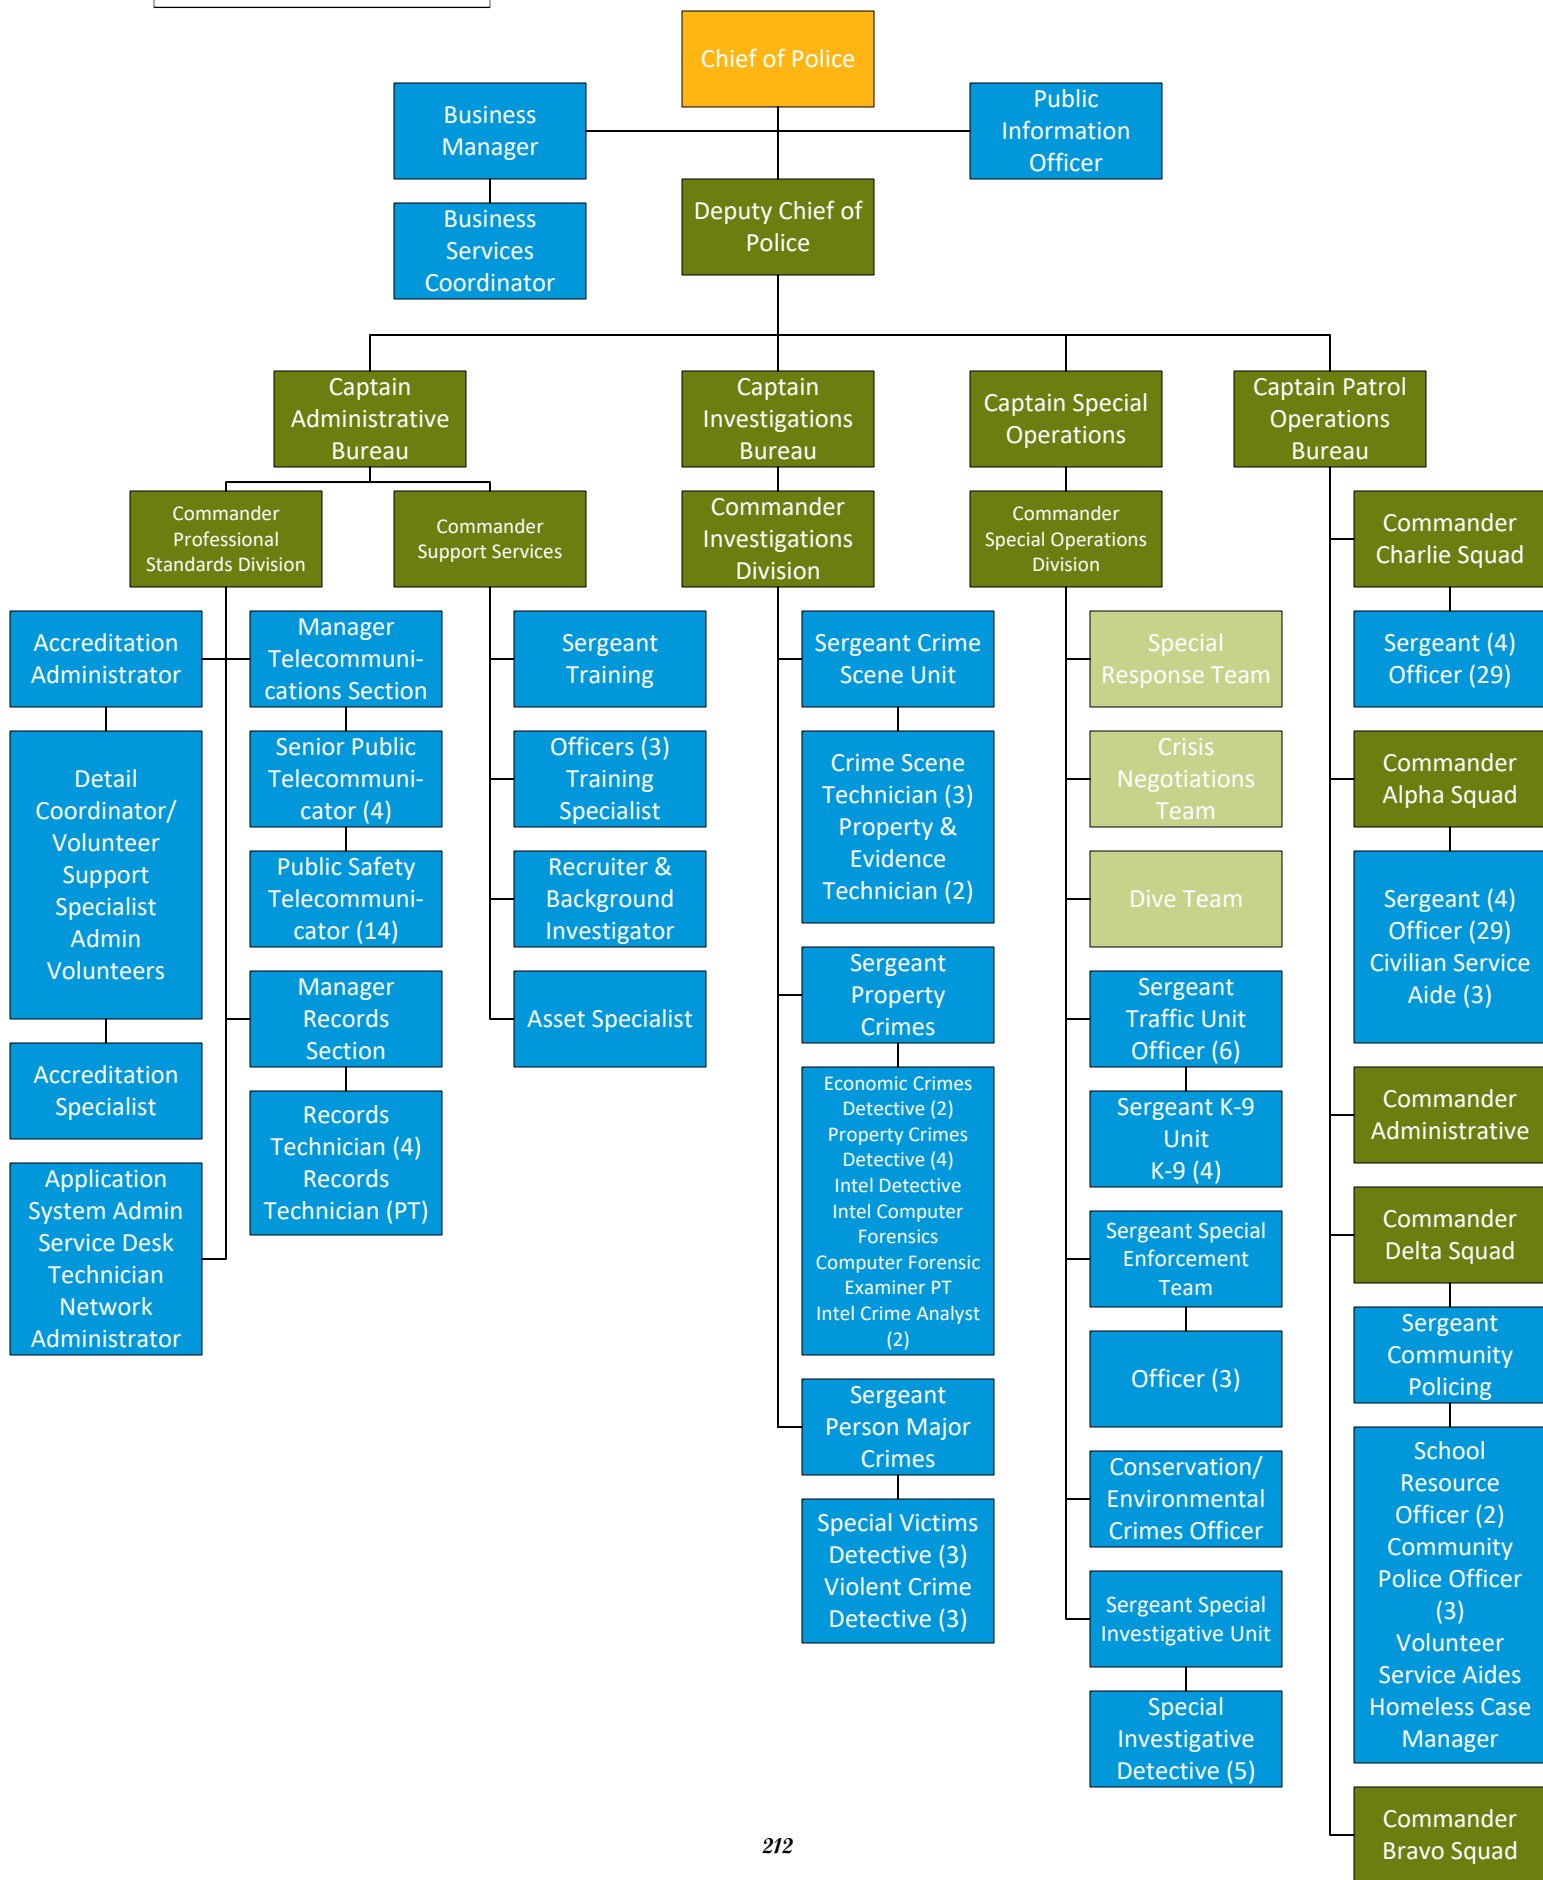 Chief of Police
Business
Manager
Public
Information
Officer
Business
Services
Coordinator
Deputy Chief of
Police
Captain
Administrative
Bureau
Captain
Investigations
Bureau
Captain Special
Operations
Captain Patrol
Operations
Bureau
Commander
Professional
Standards Division
Commander
Support Services
Commander
Investigations
Division
Commander
Special Operations
Division
Commander
Charlie Squad
Accreditation
Administrator
Manager
Telecommuni-
cations Section
Sergeant
Training
Sergeant Crime
Scene Unit
Special
Response Team
Sergeant (4)
Officer (29)
Detail
Coordinator/
Volunteer
Support
Specialist
Admin
Volunteers
Senior Public
Telecommuni-
cator (4)
Officers (3)
Training
Specialist
Crime Scene
Technician (3)
Property &
Evidence
Technician (2)
Crisis
Negotiations
Team
Commander
Alpha Squad
Public Safety
Telecommuni-
cator (14)
Recruiter &
Background
Investigator
Dive Team
Sergeant (4)
Officer (29)
Civilian Service
Aide (3)
Manager
Records
Section
Asset Specialist
Sergeant
Property
Crimes
Sergeant
Traffic Unit
Officer (6)
Accreditation
Specialist
Records
Technician (4)
Records
Technician (PT)
Economic Crimes
Detective (2)
Property Crimes
Detective (4)
Intel Detective
Intel Computer
Forensics
Computer Forensic
Examiner PT
Intel Crime Analyst
(2)
Sergeant K-9
Unit
K-9 (4)
Commander
Administrative
Application
System Admin
Service Desk
Technician
Network
Administrator
Sergeant Special
Enforcement
Team
Commander
Delta Squad
Officer (3)
Sergeant
Community
Policing
Sergeant
Person Major
Crimes
Conservation/
Environmental
Crimes Officer
School
Resource
Officer (2)
Community
Police Officer
(3)
Volunteer
Service Aides
Homeless Case
Manager
Special Victims
Detective (3)
Violent Crime
Detective (3)
Sergeant Special
Investigative Unit
Special
Investigative
Detective (5)
Commander
Bravo Squad
212